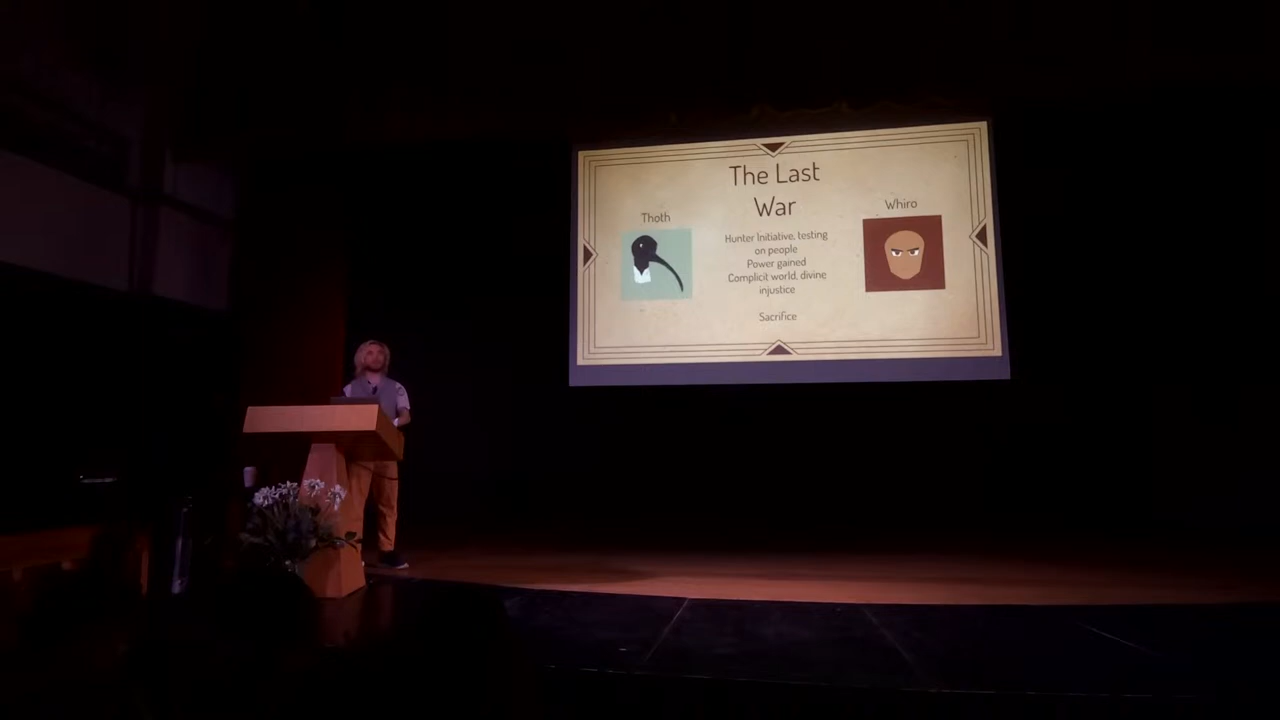 The Last
War
Thoth
Whiro
Hunter Initiative, testing
on people
Power gained
Complicit world, divine
injustice
Sacrifice